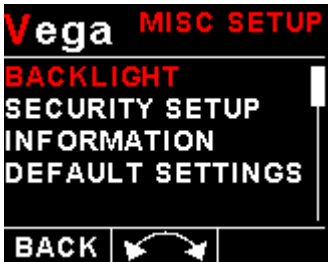 Vega MISC SETUP
BACKLIGHT
SECURITY SETUP
INFORMATION
DEFAULT SETTINGS
BACK